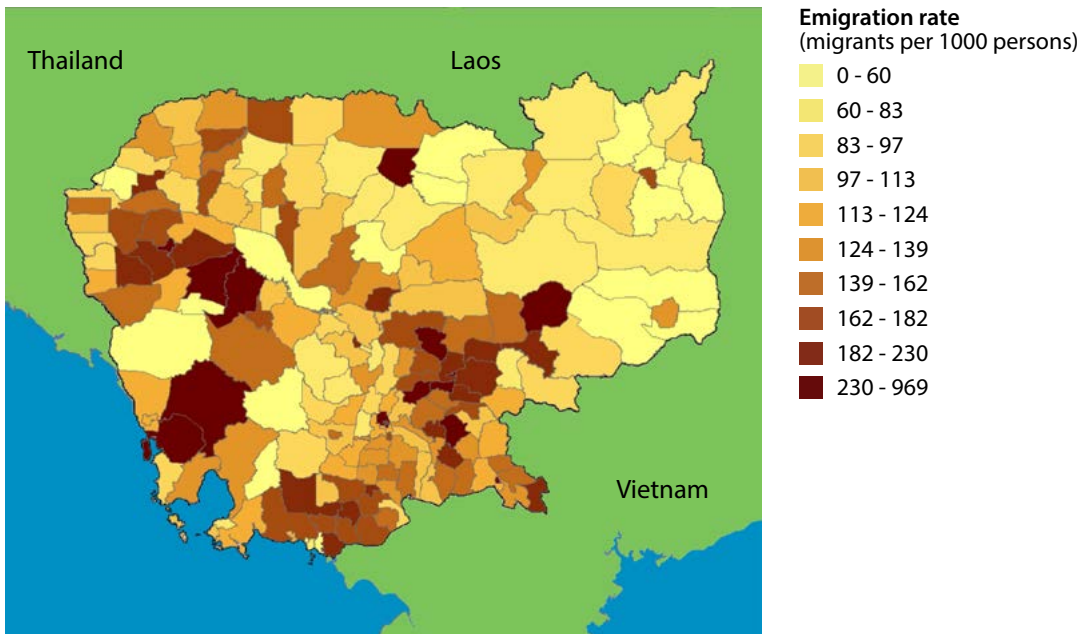 Thailand
Laos
Vietnam
Emigration rate
(migrants per 1000 persons)
0 - 60
60 - 83
83 - 97
97 - 113
113 - 124
124 - 139
139 - 162
162 - 182
182 - 230
230 - 969